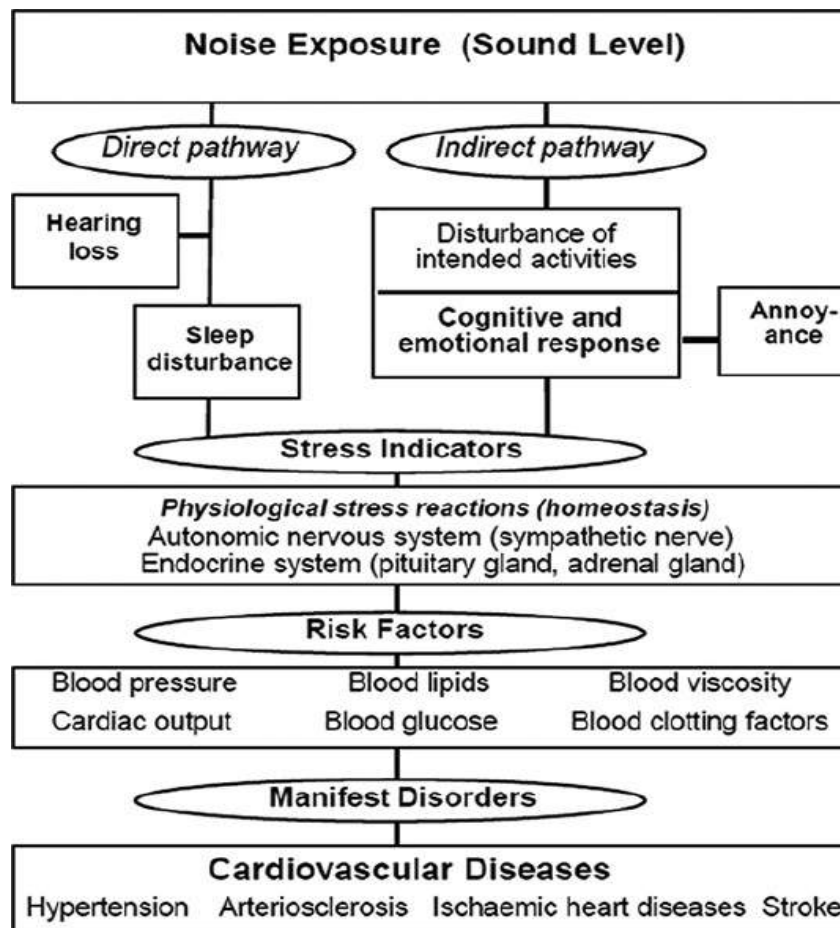 Noise Exposure (Sound Level)
Direct pathway
Indirect pathway
Hearing
loss
Disturbance of
intended activities
Sleep
disturbance
Cognitive and
emotional response
Annoy-
ance
Stress Indicators
Physiological stress reactions (homeostasis)
Autonomic nervous system (sympathetic nerve)
Endocrine system (pituitary gland, adrenal gland)
Risk Factors
Blood pressure Blood lipids Blood viscosity
Cardiac output Blood glucose Blood clotting factors
Manifest Disorders
Cardiovascular Diseases
Hypertension Arteriosclerosis Ischaemic heart diseases Stroke